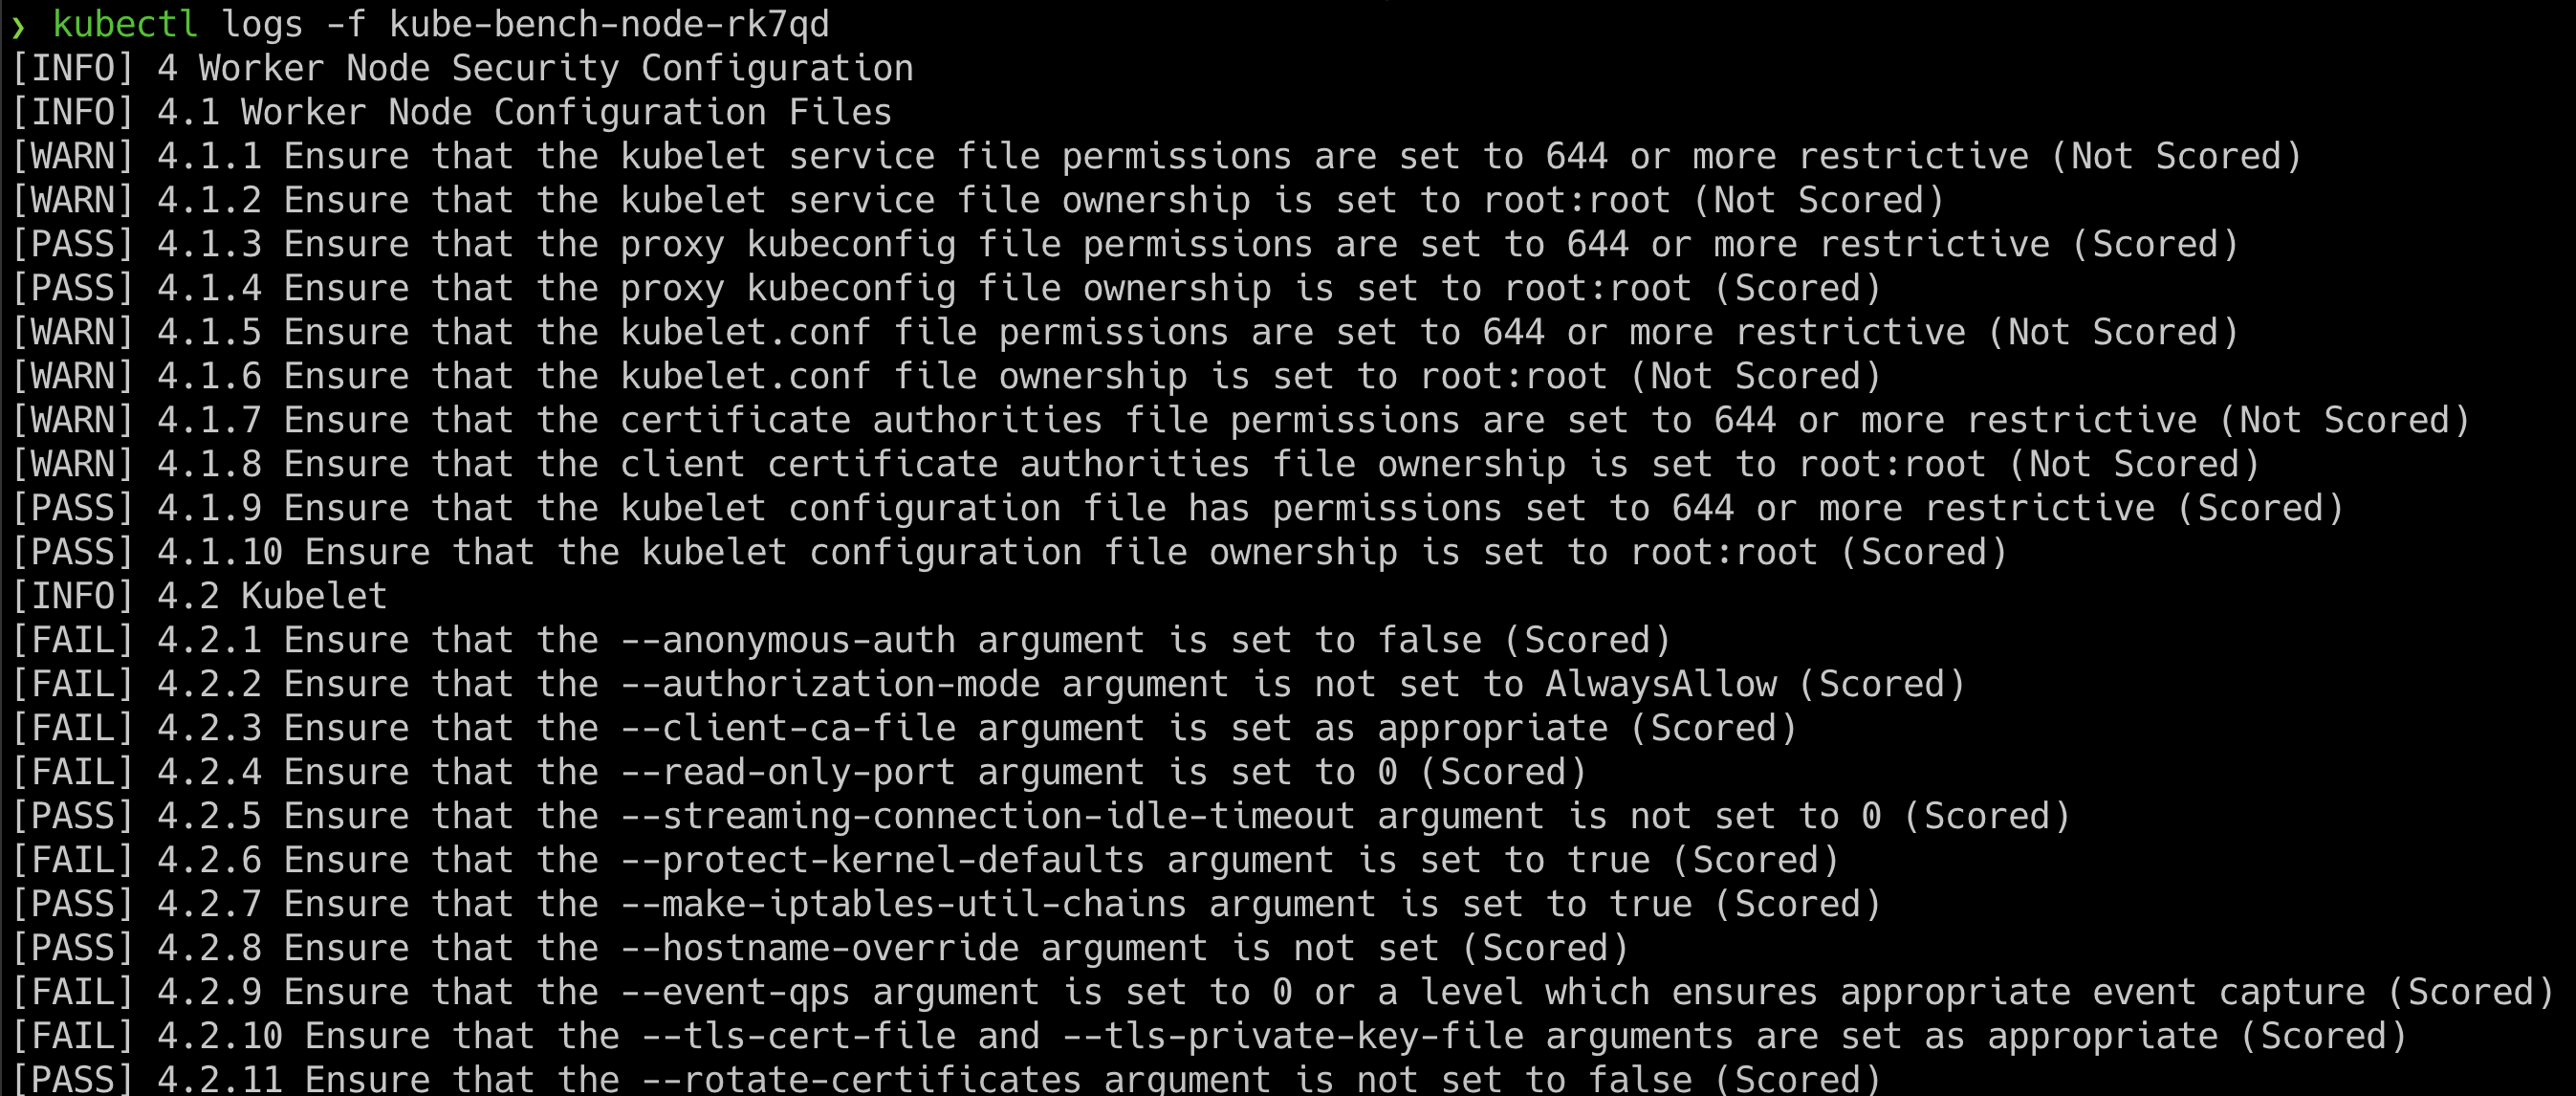 ❯ kubectl logs -f kube-bench-node-rk7qd
[INFO] 4 Worker Node Security Configuration
[INFO] 4.1 Worker Node Configuration Files
[WARN] 4.1.1 Ensure that the kubelet service file permissions are set to 644 or more restrictive (Not Scored)
[WARN] 4.1.2 Ensure that the kubelet service file ownership is set to root:root (Not Scored)
[PASS] 4.1.3 Ensure that the proxy kubeconfig file permissions are set to 644 or more restrictive (Scored)
[PASS] 4.1.4 Ensure that the proxy kubeconfig file ownership is set to root:root (Scored)
[WARN] 4.1.5 Ensure that the kubelet.conf file permissions are set to 644 or more restrictive (Not Scored)
[WARN] 4.1.6 Ensure that the kubelet.conf file ownership is set to root:root (Not Scored)
[WARN] 4.1.7 Ensure that the certificate authorities file permissions are set to 644 or more restrictive (Not Scored)
[WARN] 4.1.8 Ensure that the client certificate authorities file ownership is set to root:root (Not Scored)
[PASS] 4.1.9 Ensure that the kubelet configuration file has permissions set to 644 or more restrictive (Scored)
[PASS] 4.1.10 Ensure that the kubelet configuration file ownership is set to root:root (Scored)
[INFO] 4.2 Kubelet
[FAIL] 4.2.1 Ensure that the --anonymous-auth argument is set to false (Scored)
[FAIL] 4.2.2 Ensure that the --authorization-mode argument is not set to AlwaysAllow (Scored)
[FAIL] 4.2.3 Ensure that the --client-ca-file argument is set as appropriate (Scored)
[FAIL] 4.2.4 Ensure that the --read-only-port argument is set to 0 (Scored)
[PASS] 4.2.5 Ensure that the --streaming-connection-idle-timeout argument is not set to 0 (Scored)
[FAIL] 4.2.6 Ensure that the --protect-kernel-defaults argument is set to true (Scored)
[PASS] 4.2.7 Ensure that the --make-iptables-util-chains argument is set to true (Scored)
[PASS] 4.2.8 Ensure that the --hostname-override argument is not set (Scored)
[FAIL] 4.2.9 Ensure that the --event-qps argument is set to 0 or a level which ensures appropriate event capture (Scored)
[FAIL] 4.2.10 Ensure that the --tls-cert-file and --tls-private-key-file arguments are set as appropriate (Scored)
[PASS] 4.2.11 Ensure that the --rotate-certificates argument is not set to false (Scored)